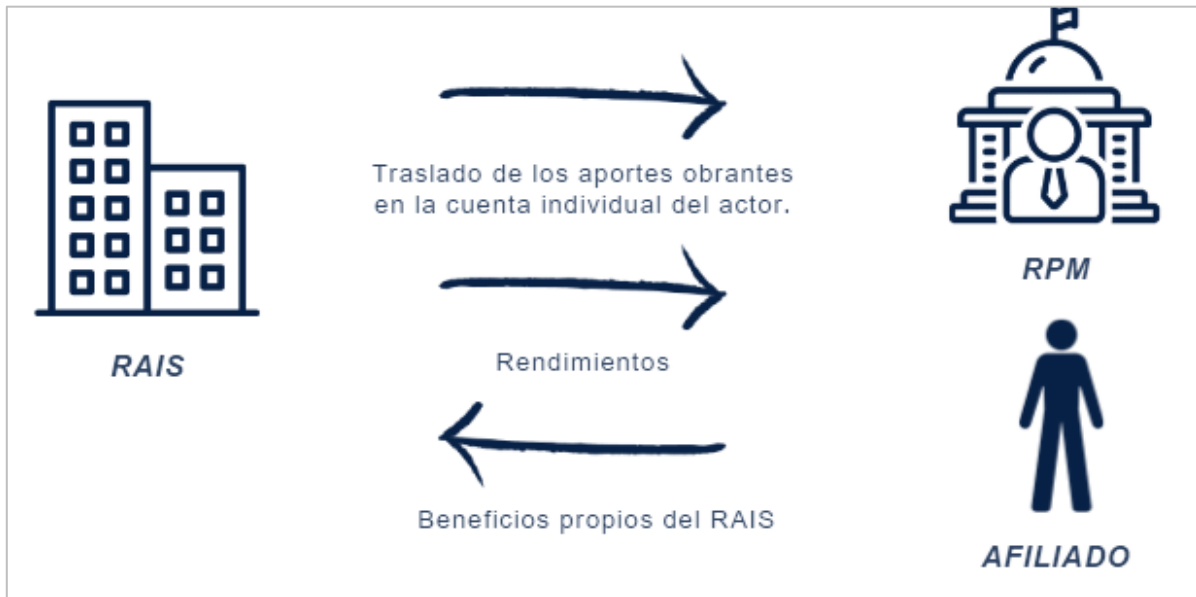 Traslado de los aportes obrantes
en la cuenta individual del actor.
RPM
RAIS
Rendimientos
Beneficios propios del RAIS
AFILIADO